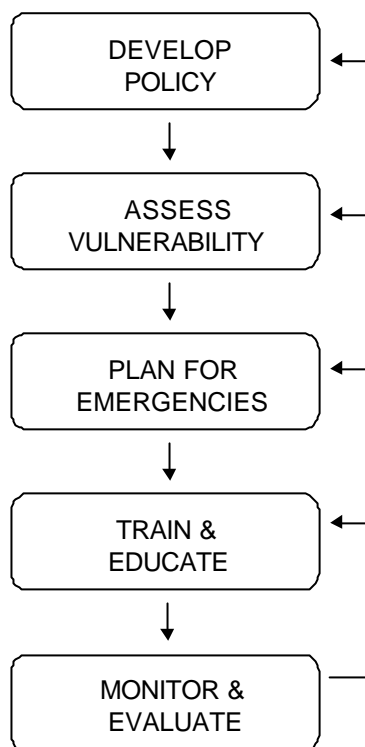 DEVELOP
POLICY
ASSESS
VULNERABILITY
PLAN FOR
EMERGENCIES
TRAIN &
EDUCATE
MONITOR &
EVALUATE